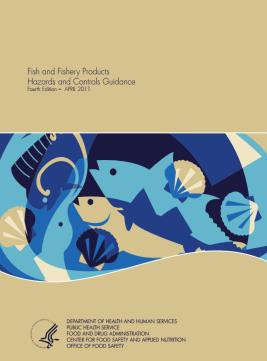 Fish and Fishery Products
Hazards and Controls Guidance
Fourth Edition – APRIL 2011
DEPARTMENT OF HEALTH AND HUMAN SERVICES
PUBLIC HEALTH SERVICE
FOOD AND DRUG ADMINISTRATION
CENTER FOR FOOD SAFETY AND APPLIED NUTRITION
OFFICE OF FOOD SAFETY